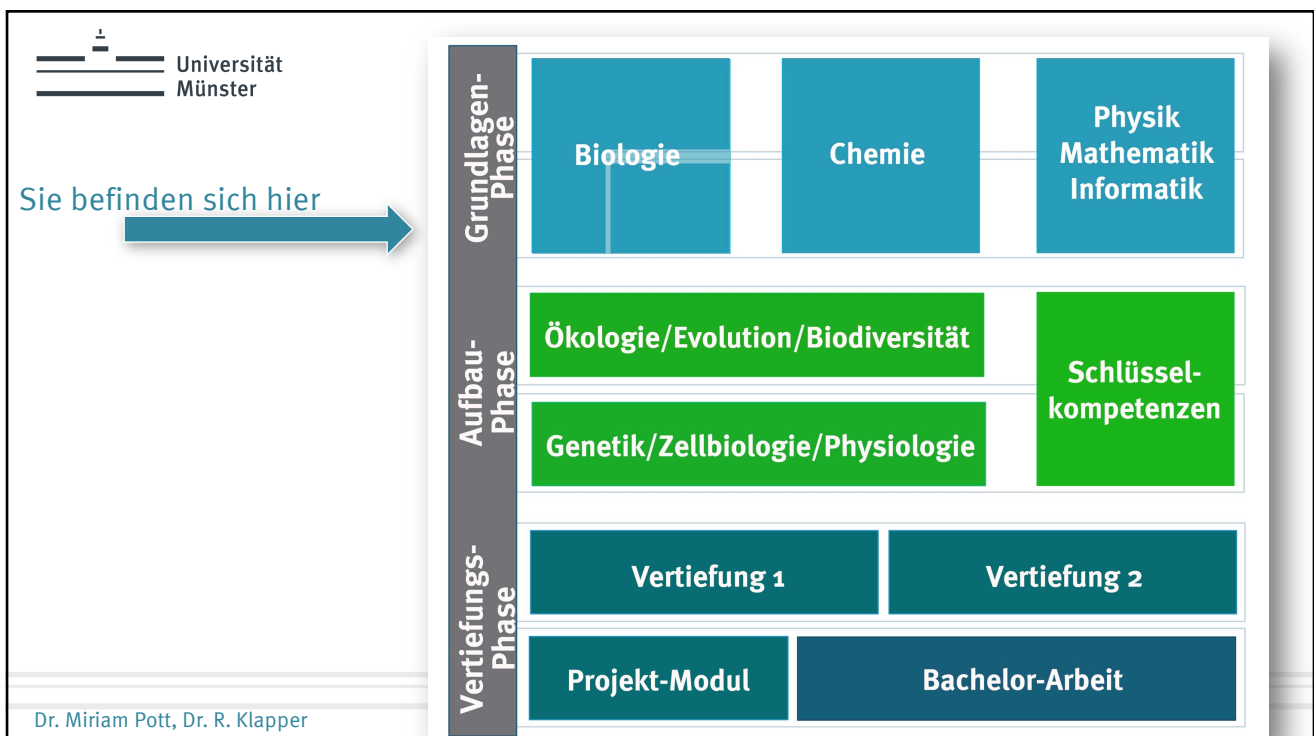 Universität
Münster
Sie befinden sich hier
Grundlagen-
Phase
Biologie
Chemie
Physik
Mathematik
Informatik
Aufbau-
Phase
Ökologie/Evolution/Biodiversität
Genetik/Zellbiologie/Physiologie
Schlüssel-
kompetenzen
Vertiefungs-
Phase
Vertiefung 1
Vertiefung 2
Projekt-Modul
Bachelor-Arbeit
Dr. Miriam Pott, Dr. R. Klapper